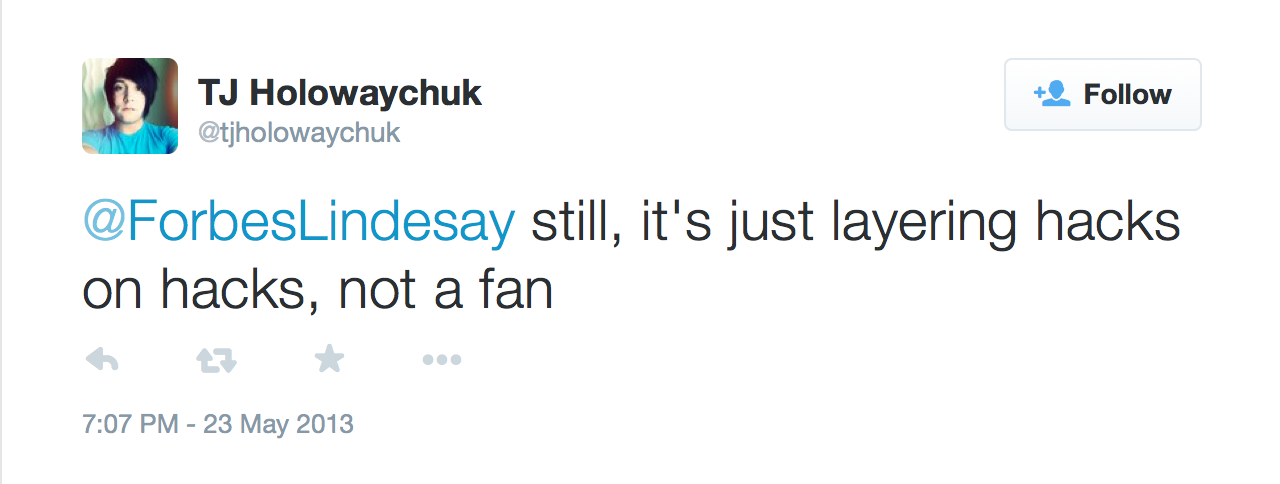 TJ Holowaychuk
@tjholowaychuk
Follow
@ForbesLindesay still, it's just layering hacks
on hacks, not a fan
7:07 PM - 23 May 2013